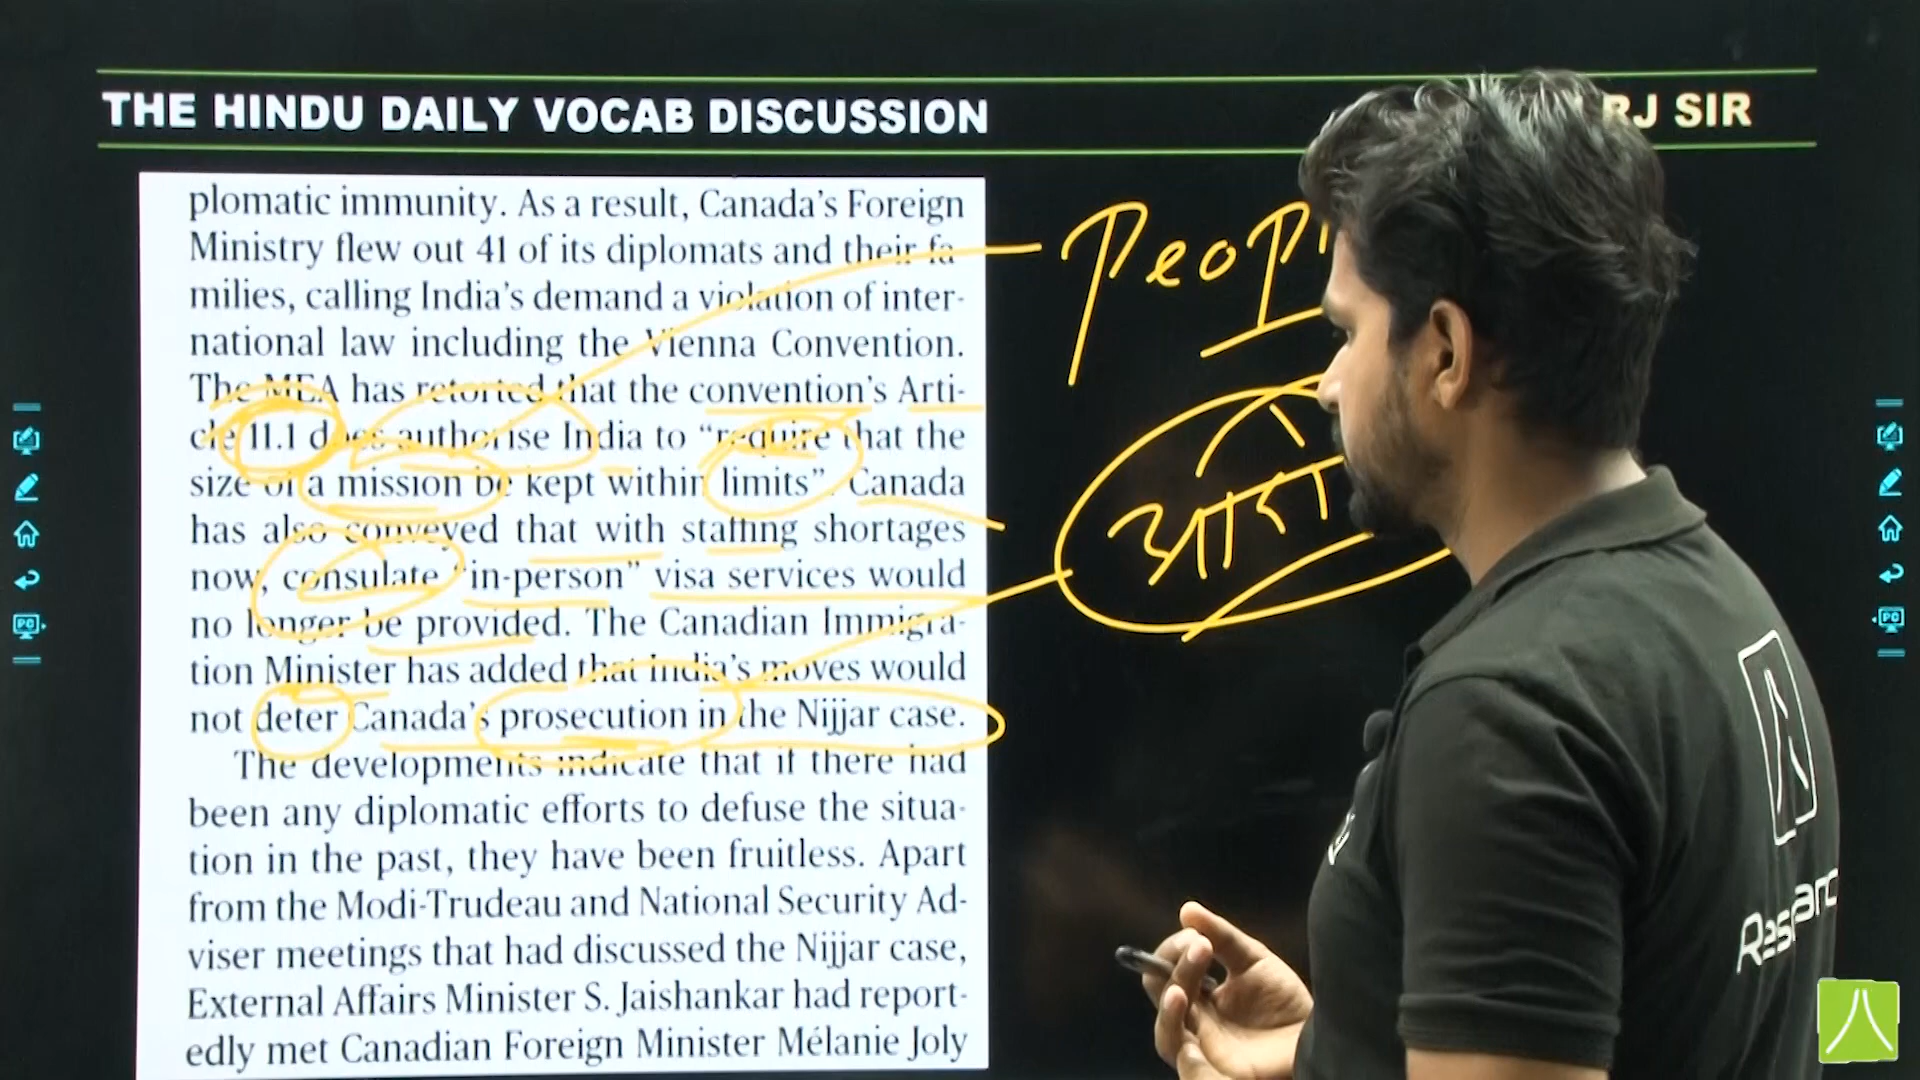 THE HINDU DAILY VOCAB DISCUSSION
RJ SIR
plomatic immunity. As a result, Canada's Foreign
Ministry flew out 41 of its diplomats and their fa-
milies, calling India's demand a violation of inter-
national law including the Vienna Convention.
The MEA has retorted that the convention's Arti-
cle 11.1 does authorise India to “require that the
size of a mission be kept within limits”. Canada
has also conveyed that with staffing shortages
now, consulate “in-person” visa services would
no longer be provided. The Canadian Immigra-
tion Minister has added that India's moves would
not deter Canada's prosecution in the Nijjar case.
The developments indicate that if there had
been any diplomatic efforts to defuse the situa-
tion in the past, they have been fruitless. Apart
from the Modi-Trudeau and National Security Ad-
viser meetings that had discussed the Nijjar case,
External Affairs Minister S. Jaishankar had report-
edly met Canadian Foreign Minister Mélanie Joly
PC
PC